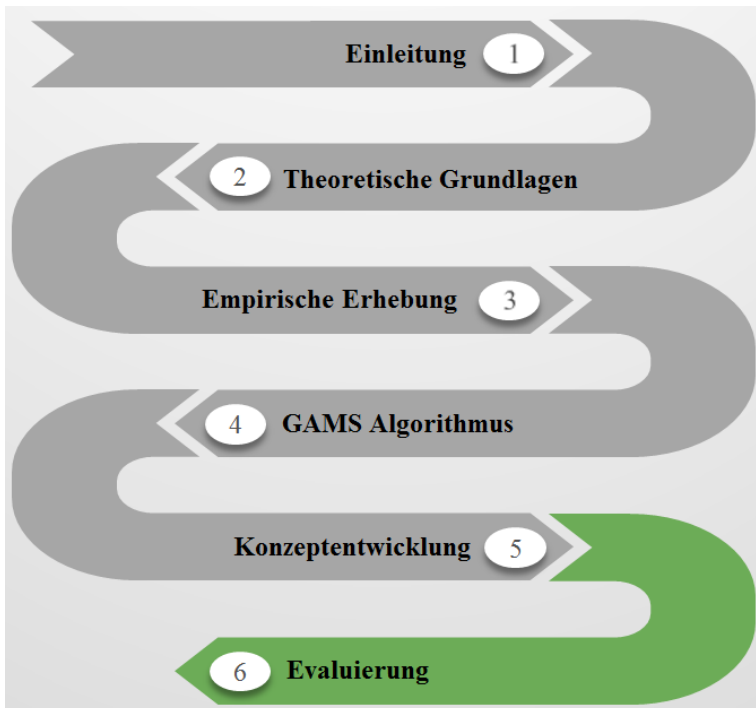 Einleitung 1
2 Theoretische Grundlagen
Empirische Erhebung 3
4 GAMS Algorithmus
Konzeptentwicklung 5
6 Evaluierung